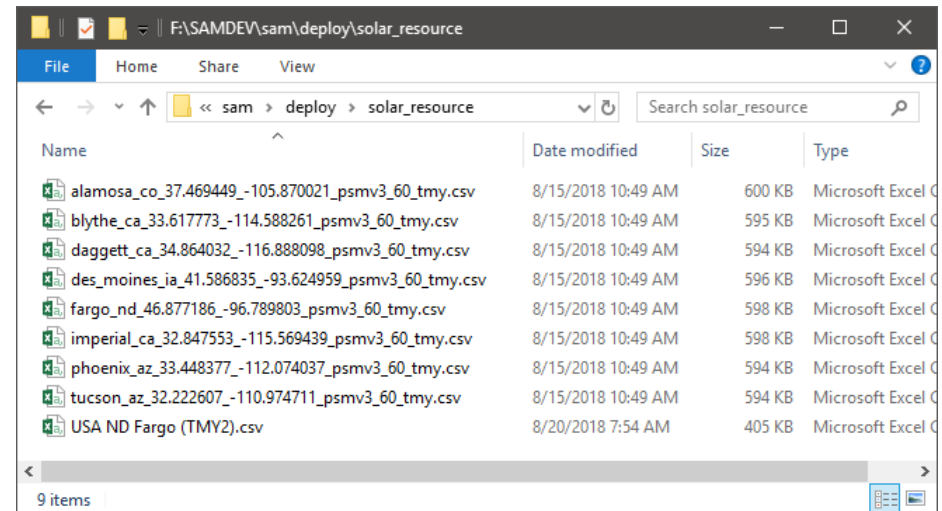 F:\SAMDEV\sam\deploy\solar_resource
File Home Share View
« sam > deploy > solar_resource Search solar_resource
Name Date modified Size Type
alamosa_co_37.469449_-105.870021_psmv3_60_tmy.csv 8/15/2018 10:49 AM 600 KB Microsoft Excel C
blythe_ca_33.617773_-114.588261_psmv3_60_tmy.csv 8/15/2018 10:49 AM 595 KB Microsoft Excel C
daggett_ca_34.864032_-116.888098_psmv3_60_tmy.csv 8/15/2018 10:49 AM 594 KB Microsoft Excel C
des_moines_ia_41.586835_-93.624959_psmv3_60_tmy.csv 8/15/2018 10:49 AM 596 KB Microsoft Excel C
fargo_nd_46.877186_-96.789803_psmv3_60_tmy.csv 8/15/2018 10:49 AM 598 KB Microsoft Excel C
imperial_ca_32.847553_-115.569439_psmv3_60_tmy.csv 8/15/2018 10:49 AM 598 KB Microsoft Excel C
phoenix_az_33.448377_-112.074037_psmv3_60_tmy.csv 8/15/2018 10:49 AM 594 KB Microsoft Excel C
tucson_az_32.222607_-110.974711_psmv3_60_tmy.csv 8/15/2018 10:49 AM 594 KB Microsoft Excel C
USA ND Fargo (TMY2).csv 8/20/2018 7:54 AM 405 KB Microsoft Excel C
9 items